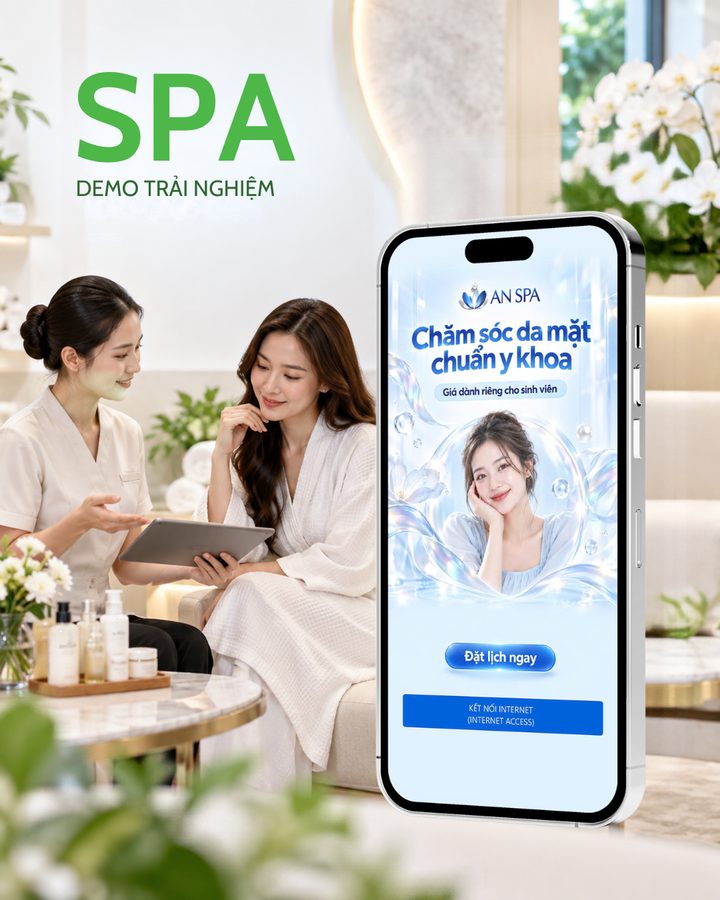 SPA
DEMO TRẢI NGHIỆM
AN SPA
Chăm sóc da mặt
chuẩn y khoa
Giá dành riêng cho sinh viên
Đặt lịch ngay
KẾT NỐI INTERNET
(INTERNET ACCESS)